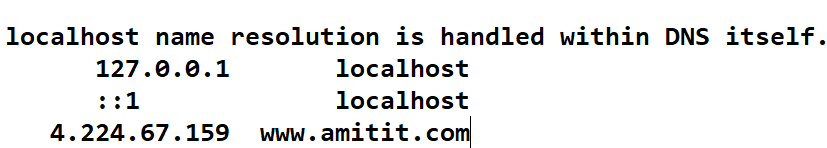 localhost name resolution is handled within DNS itself.
127.0.0.1 localhost
::1 localhost
4.224.67.159 www.amitit.com